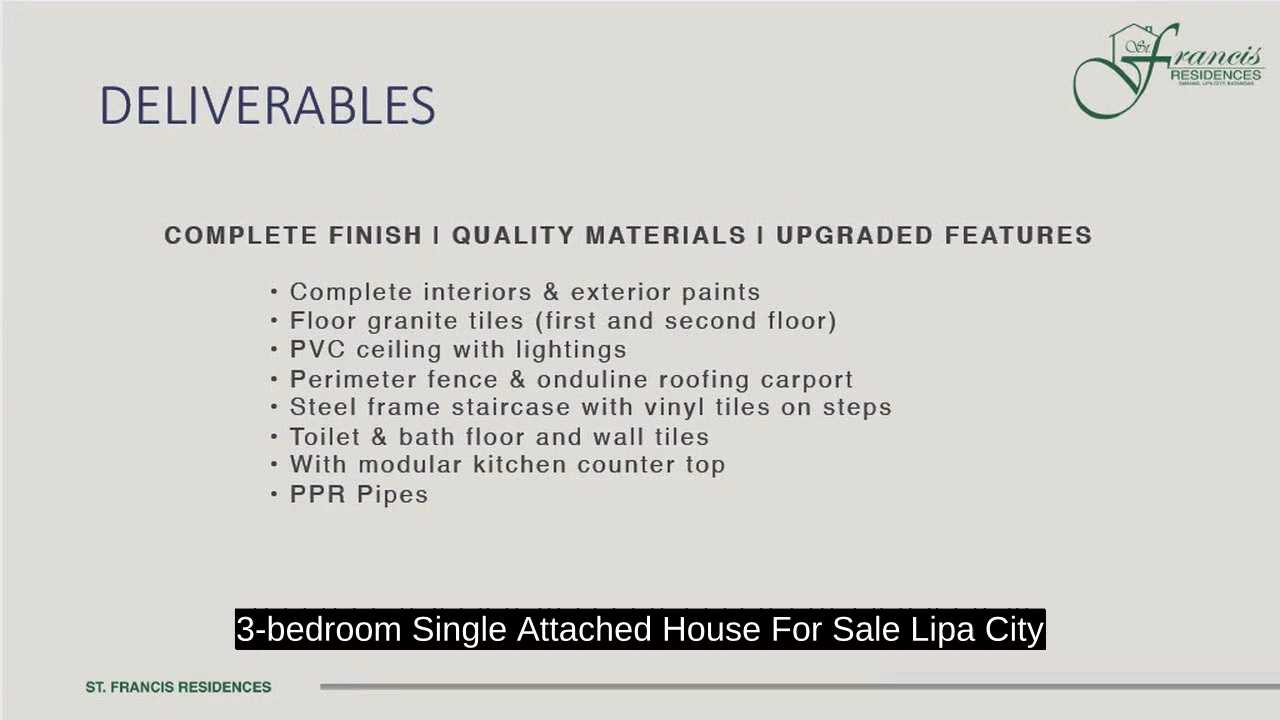 St. Francis
RESIDENCES
DELIVERABLES
COMPLETE FINISH | QUALITY MATERIALS | UPGRADED FEATURES
• Complete interiors & exterior paints
• Floor granite tiles (first and second floor)
• PVC ceiling with lightings
• Perimeter fence & onduline roofing carport
• Steel frame staircase with vinyl tiles on steps
• Toilet & bath floor and wall tiles
• With modular kitchen counter top
• PPR Pipes
3-bedroom Single Attached House For Sale Lipa City
ST. FRANCIS RESIDENCES